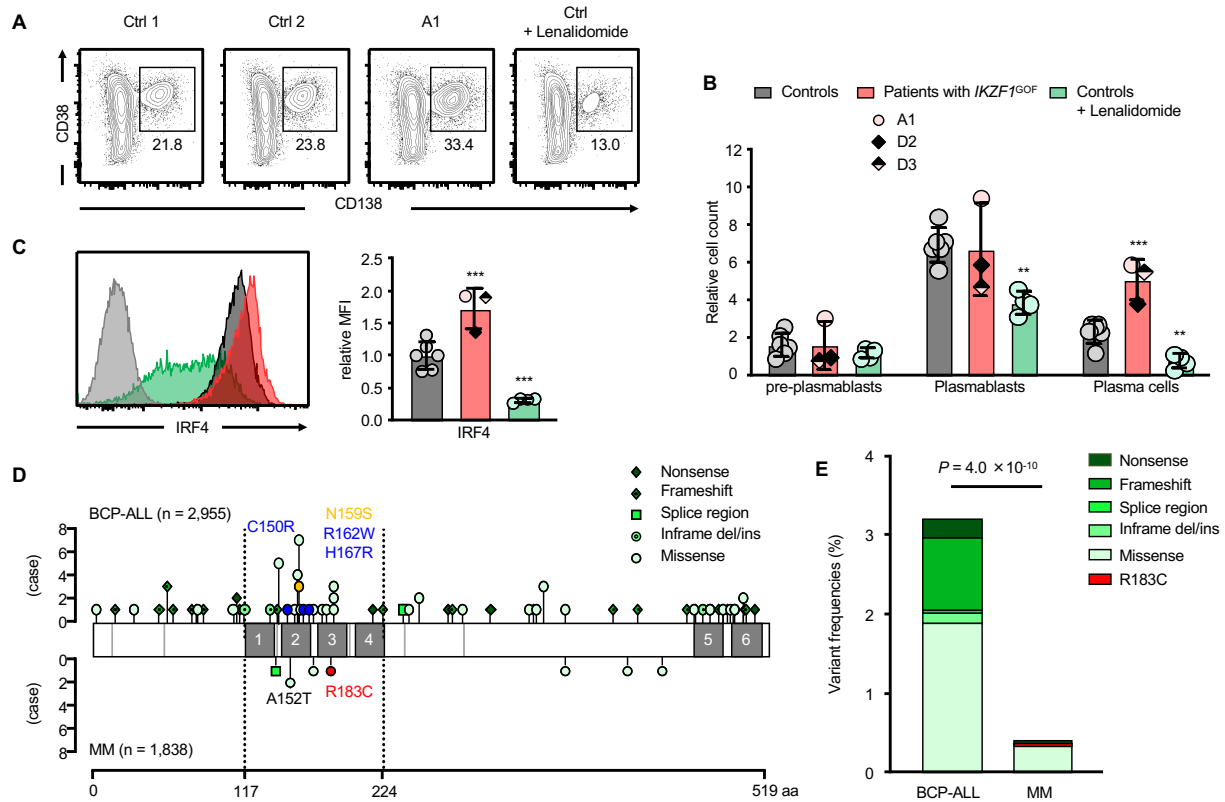 A
Ctrl 1
Ctrl 2
A1
Ctrl
+ Lenalidomide
CD38
21.8
23.8
33.4
13.0
CD138
B
Controls
Patients with IKZF1GOF
Controls
+ Lenalidomide
A1
D2
D3
Relative cell count
12
10
8
6
4
2
0
**
***
**
pre-plasmablasts
Plasmablasts
Plasma cells
C
IRF4
relative MFI
2.5
2.0
1.5
1.0
0.5
0.0
***
***
IRF4
D
Nonsense
Frameshift
Splice region
Inframe del/ins
Missense
BCP-ALL (n = 2,955)
C150R
N159S
R162W
H167R
(case)
8
6
4
2
0
1
2
3
4
5
6
(case)
0
2
4
6
8
A152T
R183C
MM (n = 1,838)
0
117
224
519 aa
E
P = 4.0 × 10-10
Nonsense
Frameshift
Splice region
Inframe del/ins
Missense
R183C
Variant frequencies (%)
4
3
2
1
0
BCP-ALL
MM